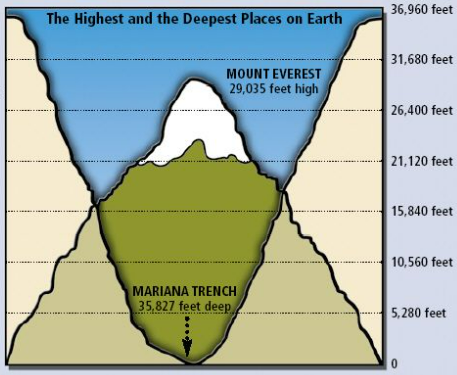 The Highest and the Deepest Places on Earth
36,960 feet
31,680 feet
MOUNT EVEREST
29,035 feet high
26,400 feet
21,120 feet
15,840 feet
10,560 feet
MARIANA TRENCH
35,827 feet deep
5,280 feet
0